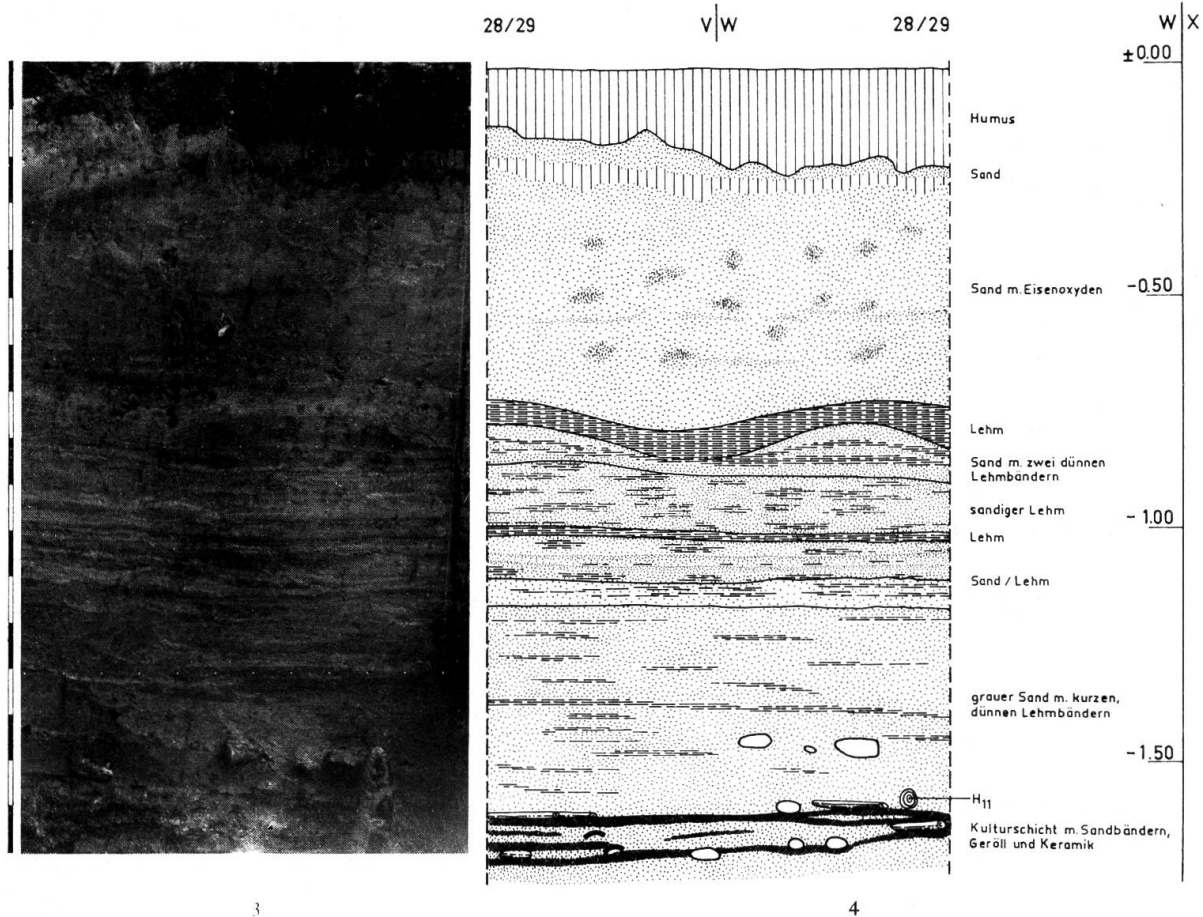 28/29 V W 28/29 W X
±0.00
Humus
Sand
Sand m. Eisenoxyden -0.50
Lehm
Sand m. zwei dünnen
Lehmbändern
sandiger Lehm
-1.00
Lehm
Sand / Lehm
grauer Sand m. kurzen,
dünnen Lehmbändern
-1.50
H11
Kulturschicht m. Sandbändern,
Geröll und Keramik
3 4